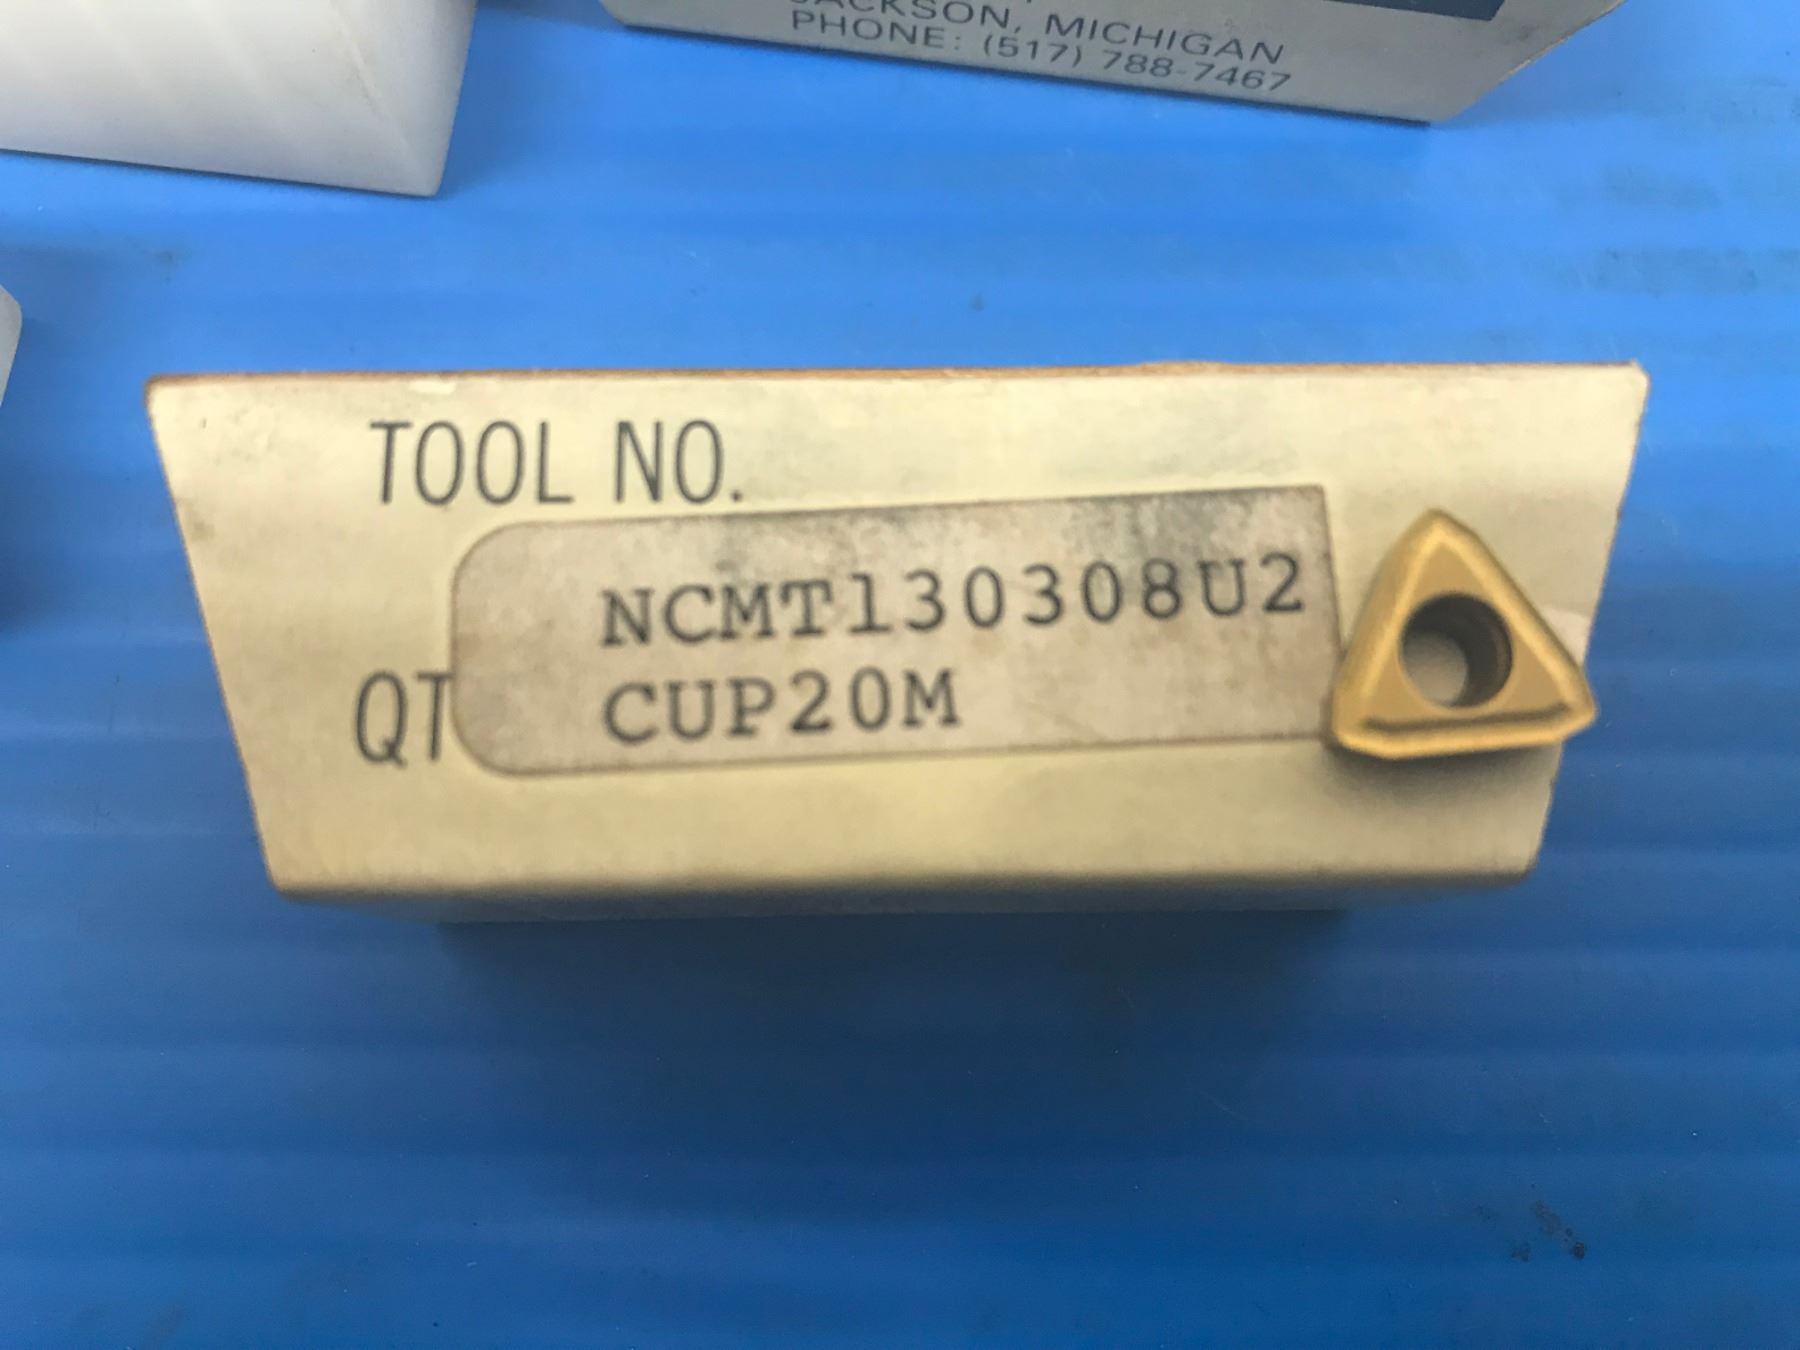 JACKSON, MICHIGAN
PHONE: (517) 788-7467
TOOL NO.
NCMT130308U2
QT
CUP20M